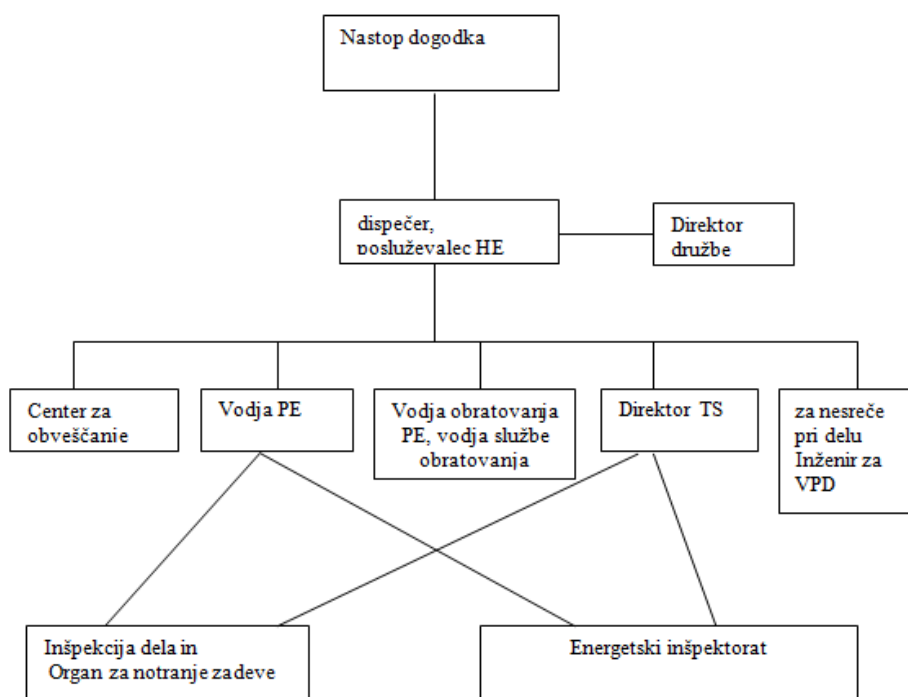 Nastop dogodka
dispečer,
posluževalec HE
Direktor
družbe
Center za
obveščanje
Vodja PE
Vodja obratovanja
PE, vodja službe
obratovanja
Direktor TS
za nesreče
pri delu
Inženir za
VPD
Inšpekcija dela in
Organ za notranje zadeve
Energetski inšpektorat